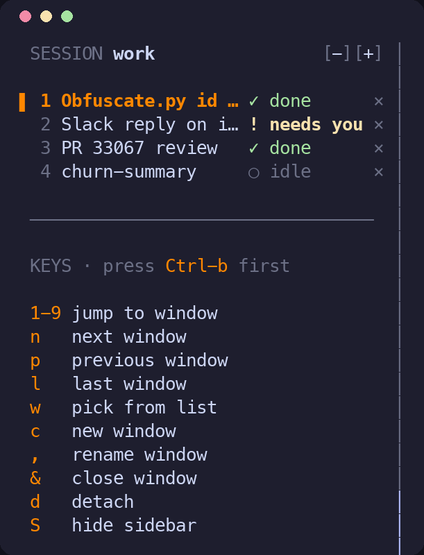 SESSION work [−][+]
1 Obfuscate.py id … ✓ done ×
2 Slack reply on i… ! needs you ×
3 PR 33067 review ✓ done ×
4 churn−summary ○ idle ×
KEYS · press Ctrl−b first
1−9 jump to window
n next window
p previous window
l last window
w pick from list
c new window
, rename window
& close window
d detach
S hide sidebar